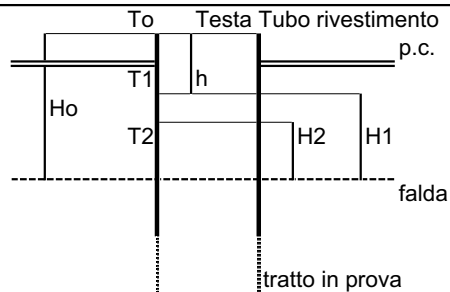 To Testa Tubo rivestimento
p.c.
T1 h
Ho
T2 H2 H1
falda
tratto in prova